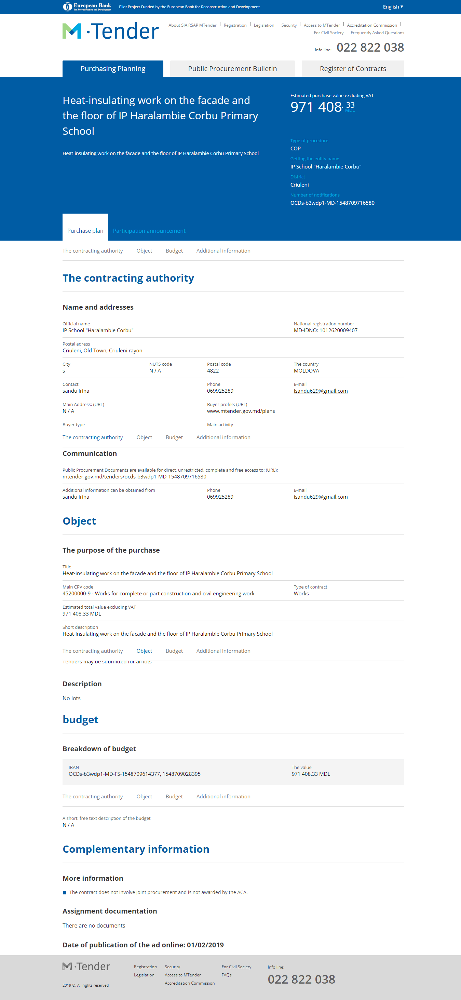 European Bank
for Reconstruction and Development
Pilot Project Funded by the European Bank for Reconstruction and Development
English ▼
M·Tender
About SIA RSAP MTender | Registration | Legislation | Security | Access to MTender | Accreditation Commission |
For Civil Society | Frequently Asked Questions
Info line: 022 822 038
Purchasing Planning
Public Procurement Bulletin
Register of Contracts
Heat-insulating work on the facade and
the floor of IP Haralambie Corbu Primary
School
Heat-insulating work on the facade and the floor of IP Haralambie Corbu Primary School
Estimated purchase value excluding VAT
971 408. 33
MDL
Type of procedure
COP
Getting the entity name
IP School "Haralambie Corbu"
District
Criuleni
Number of notifications
OCDs-b3wdp1-MD-1548709716580
Purchase plan
Participation announcement
The contracting authority Object Budget Additional information
The contracting authority
Name and addresses
Official name National registration number
IP School "Haralambie Corbu" MD-IDNO: 1012620009407
Postal adress
Criuleni, Old Town, Criuleni rayon
City NUTS code Postal code The country
s N / A 4822 MOLDOVA
Contact Phone E-mail
sandu irina 069925289 isandu629@gmail.com
Main Address: (URL) Buyer profile: (URL)
N / A www.mtender.gov.md/plans
Buyer type Main activity
The contracting authority Object Budget Additional information
Communication
Public Procurement Documents are available for direct, unrestricted, complete and free access to: (URL):
mtender.gov.md/tenders/ocds-b3wdp1-MD-1548709716580
Additional information can be obtained from Phone E-mail
sandu irina 069925289 isandu629@gmail.com
Object
The purpose of the purchase
Title
Heat-insulating work on the facade and the floor of IP Haralambie Corbu Primary School
Main CPV code Type of contract
45200000-9 - Works for complete or part construction and civil engineering work Works
Estimated total value excluding VAT
971 408.33 MDL
Short description
Heat-insulating work on the facade and the floor of IP Haralambie Corbu Primary School
The contracting authority Object Budget Additional information
Tenders may be submitted for all lots
Description
No lots
budget
Breakdown of budget
IBAN The value
OCDs-b3wdp1-MD-FS-1548709614377, 1548709028395 971 408.33 MDL
The contracting authority Object Budget Additional information
A short, free text description of the budget
N / A
Complementary information
More information
The contract does not involve joint procurement and is not awarded by the ACA.
Assignment documentation
There are no documents
Date of publication of the ad online: 01/02/2019
M·Tender
Registration Security For Civil Society Info line:
Legislation Access to MTender FAQs 022 822 038
Accreditation Commission
2019 ©, All rights reserved